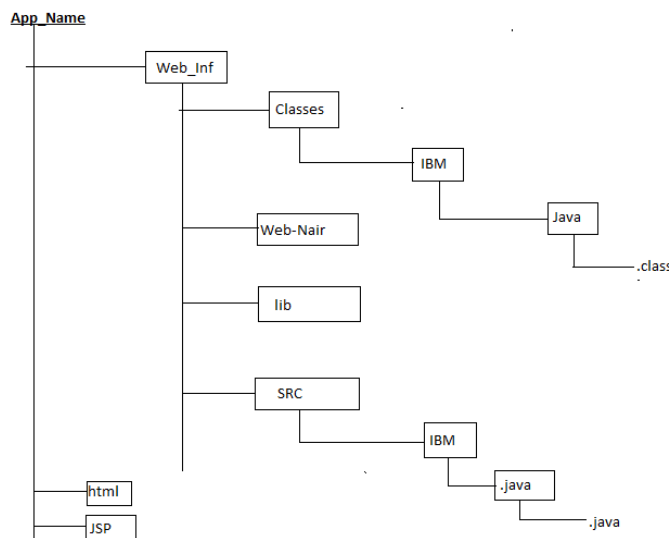 App_Name
Web_Inf
Classes
IBM
Java
.class
Web-Nair
lib
SRC
IBM
.java
.java
html
JSP